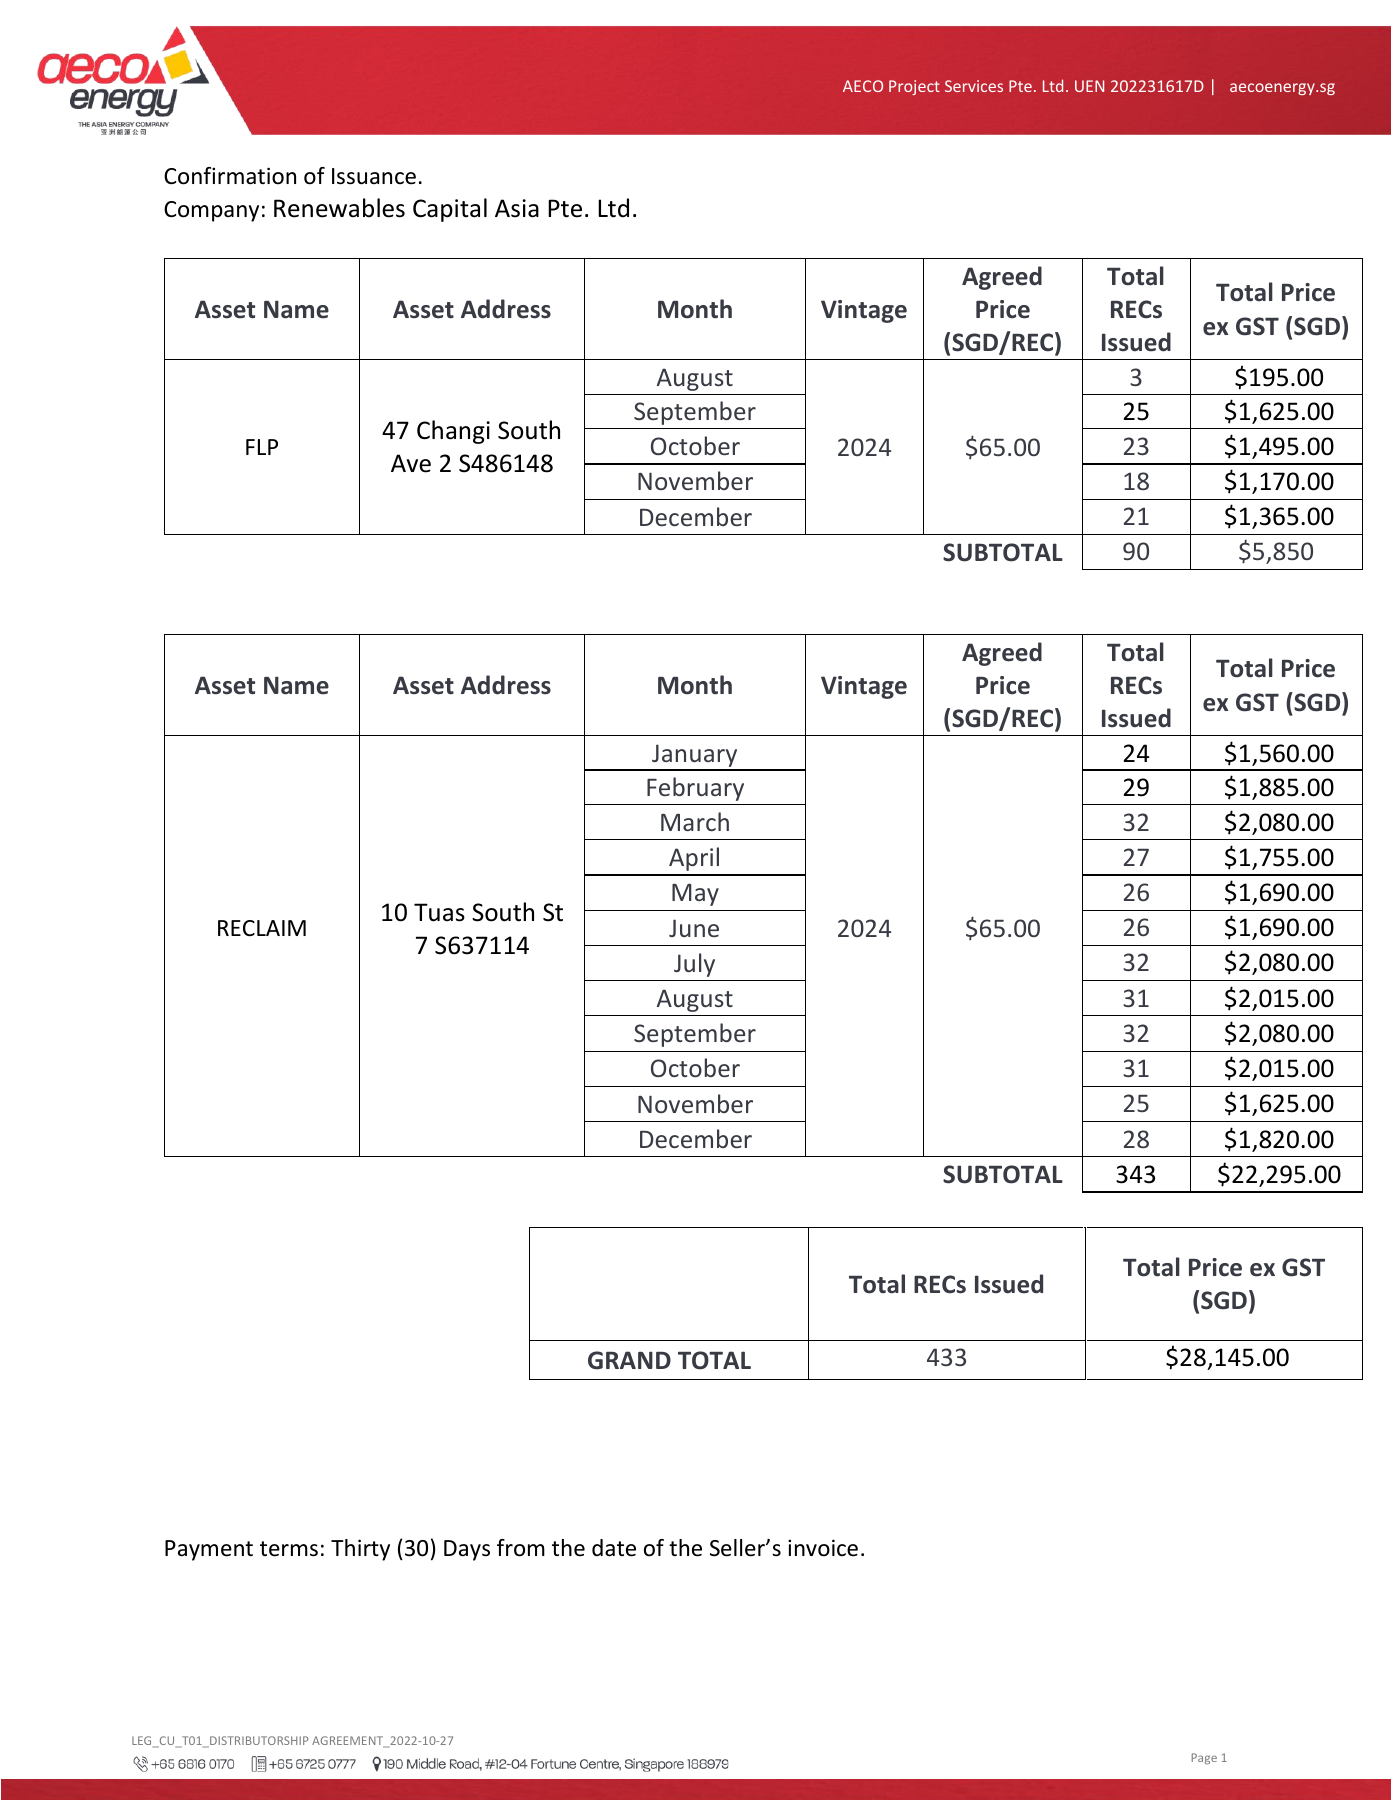 aeco
energy
THE ASIA ENERGY COMPANY
亚洲能源公司
AECO Project Services Pte. Ltd. UEN 202231617D | aecoenergy.sg
Confirmation of Issuance.
Company: Renewables Capital Asia Pte. Ltd.
Asset Name Asset Address Month Vintage Agreed Price (SGD/REC) Total RECs Issued Total Price ex GST (SGD)
FLP 47 Changi South Ave 2 S486148 2024 $65.00
August 3 $195.00
September 25 $1,625.00
October 23 $1,495.00
November 18 $1,170.00
December 21 $1,365.00
SUBTOTAL 90 $5,850
Asset Name Asset Address Month Vintage Agreed Price (SGD/REC) Total RECs Issued Total Price ex GST (SGD)
RECLAIM 10 Tuas South St 7 S637114 2024 $65.00
January 24 $1,560.00
February 29 $1,885.00
March 32 $2,080.00
April 27 $1,755.00
May 26 $1,690.00
June 26 $1,690.00
July 32 $2,080.00
August 31 $2,015.00
September 32 $2,080.00
October 31 $2,015.00
November 25 $1,625.00
December 28 $1,820.00
SUBTOTAL 343 $22,295.00
Total RECs Issued Total Price ex GST (SGD)
GRAND TOTAL 433 $28,145.00
Payment terms: Thirty (30) Days from the date of the Seller’s invoice.
LEG_CU_T01_DISTRIBUTORSHIP AGREEMENT_2022-10-27
+65 6816 0170 +65 6725 0777 190 Middle Road, #12-04 Fortune Centre, Singapore 188979
Page 1